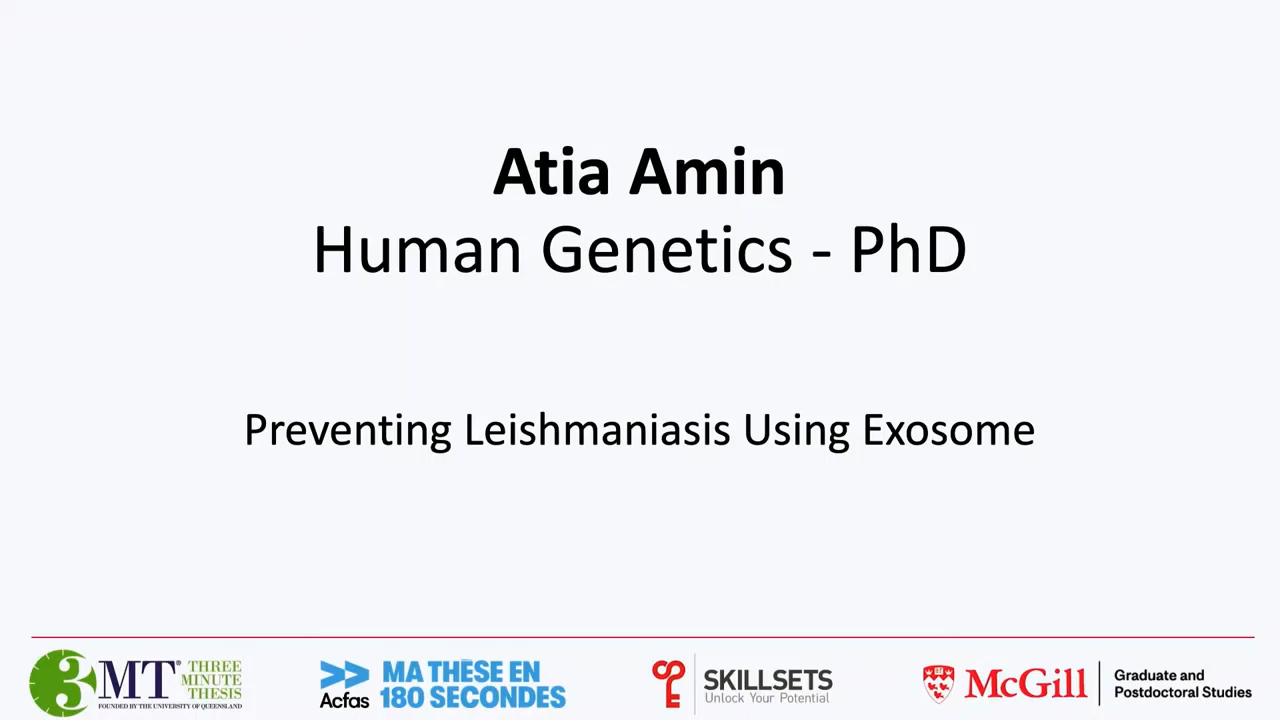 Atia Amin
Human Genetics - PhD
Preventing Leishmaniasis Using Exosome
3MT® THREE MINUTE THESIS
FOUNDED BY THE UNIVERSITY OF QUEENSLAND
Acfas
MA THÈSE EN
180 SECONDES
SKILLSETS
Unlock Your Potential
McGill
Graduate and
Postdoctoral Studies